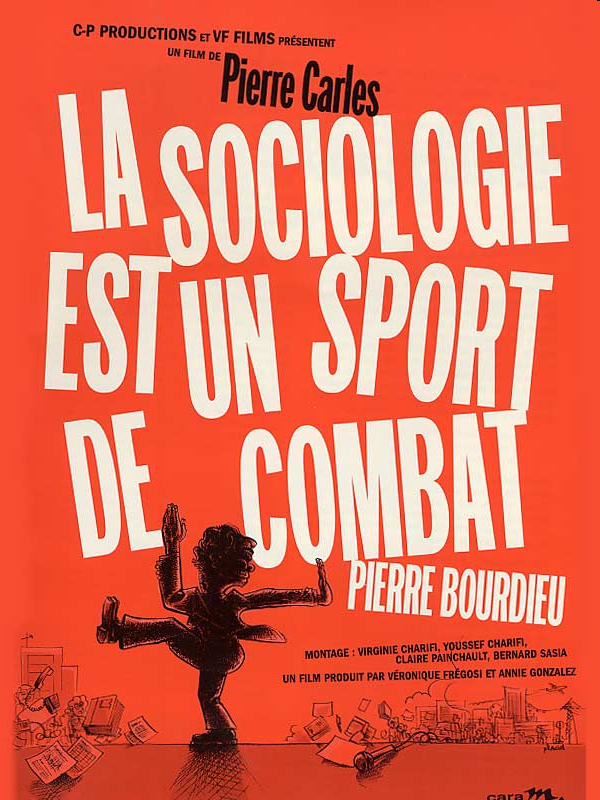 C-P PRODUCTIONS ET VF FILMS PRÉSENTENT
UN FILM DE Pierre Carles
LA SOCIOLOGIE
EST UN SPORT
DE COMBAT
PIERRE BOURDIEU
MONTAGE : VIRGINIE CHARIFI, YOUSSEF CHARIFI,
CLAIRE PAINCHAULT, BERNARD SASIA
UN FILM PRODUIT PAR VÉRONIQUE FRÉGOSI ET ANNIE GONZALEZ
placid
cara M.